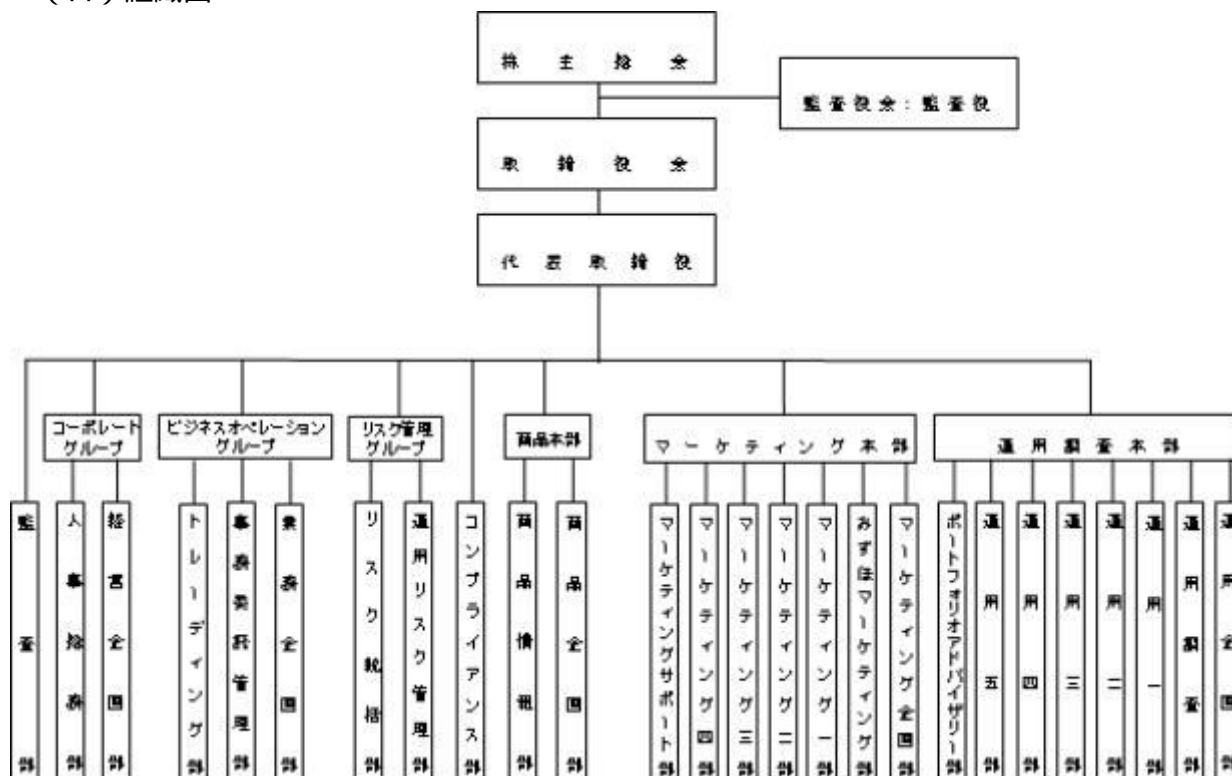 株主総会
監査役会：監査役
取締役会
代表取締役
コーポレート
グループ
ビジネスオペレーション
グループ
リスク管理
グループ
商品本部
マーケティング本部
運用調査本部
監査部
人事総務部
経営企画部
トレーディング部
事務委託管理部
業務企画部
リスク統括部
運用リスク管理部
コンプライアンス部
商品情報部
商品企画部
マーケティングサポート部
マーケティング四部
マーケティング三部
マーケティング二部
マーケティング一部
みずほマーケティング部
マーケティング企画部
ポートフォリオアドバイザリー部
運用五部
運用四部
運用三部
運用二部
運用一部
運用調査部
運用企画部